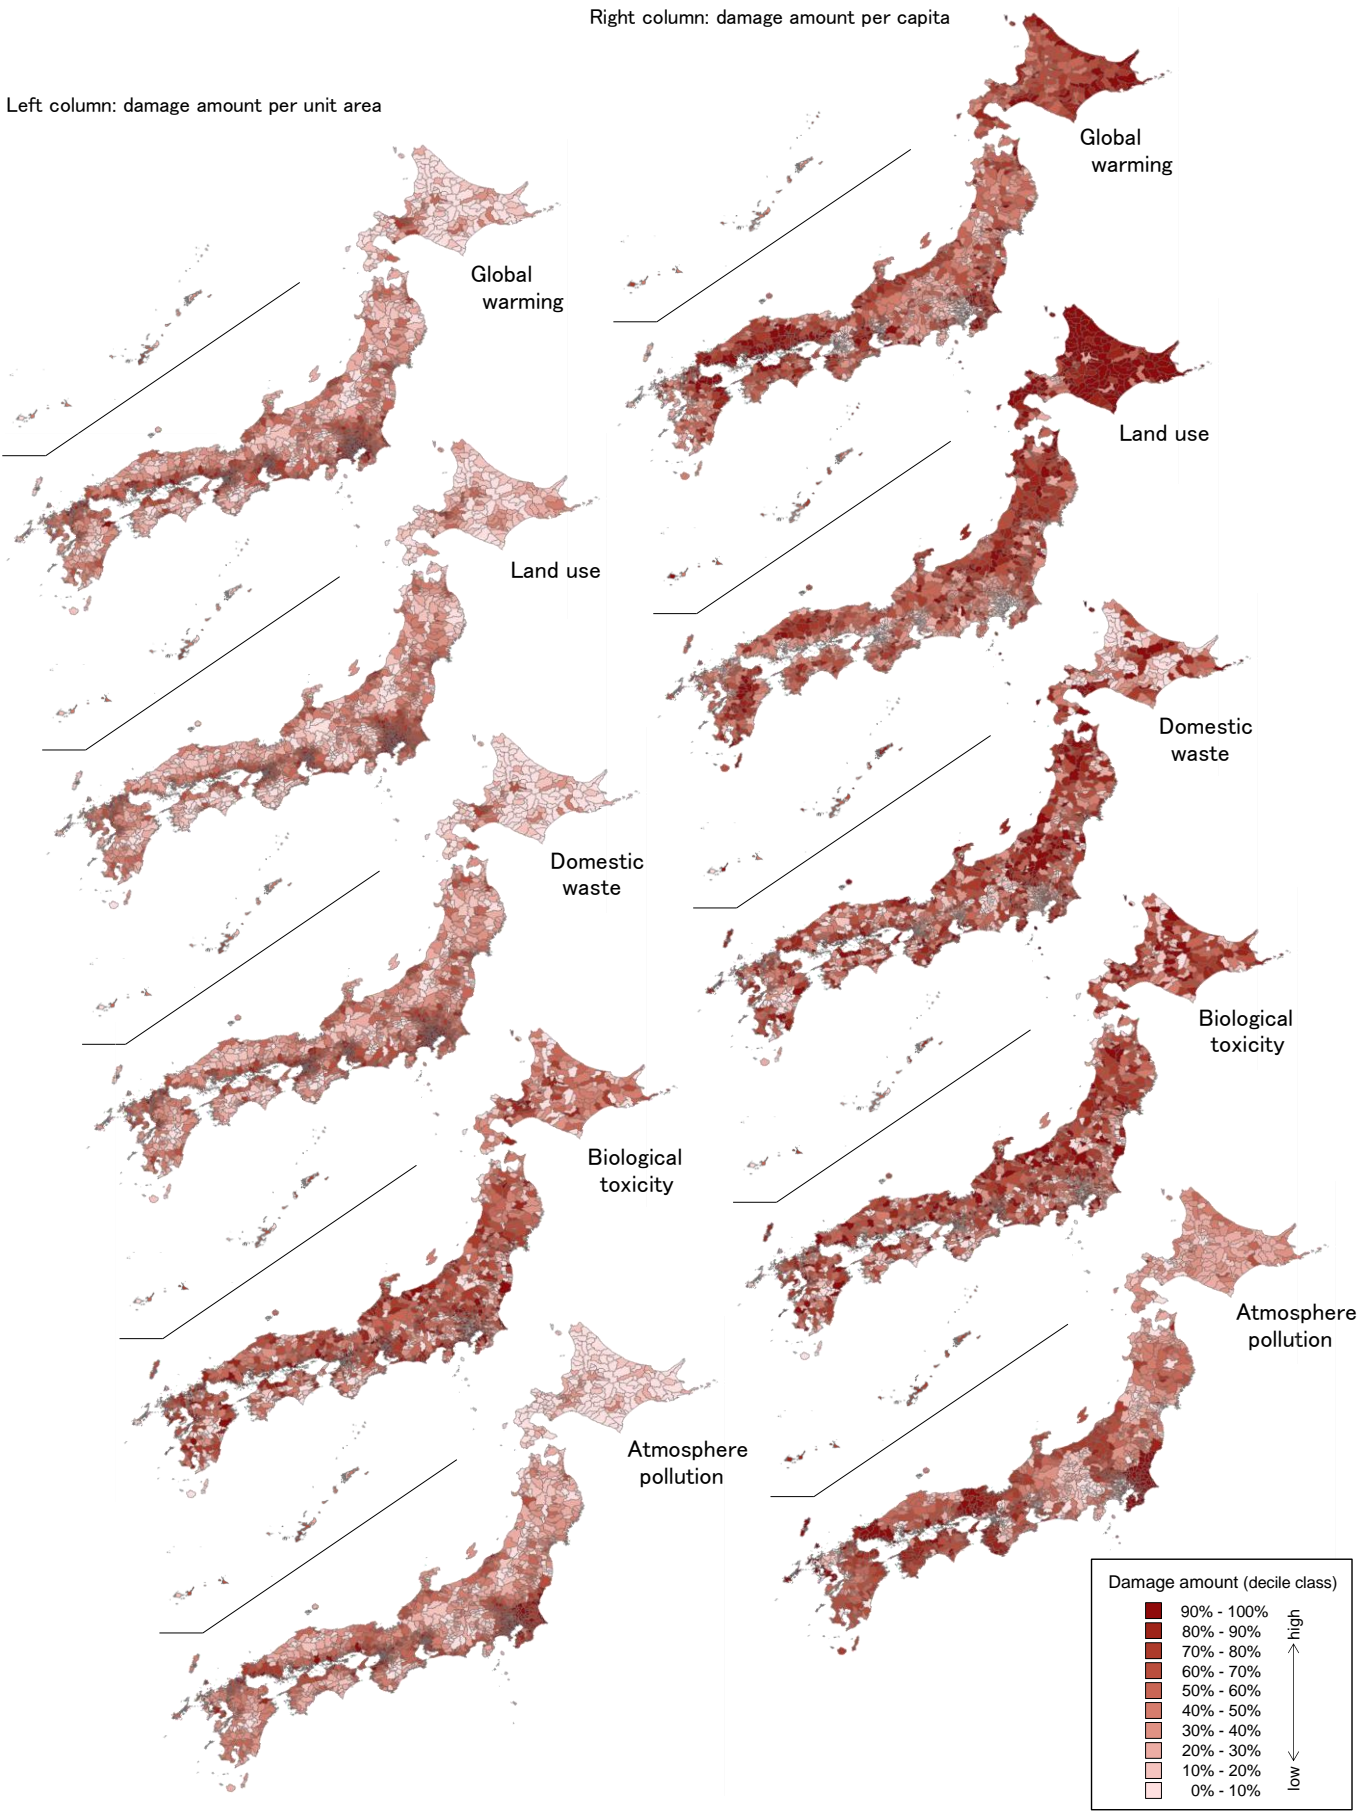 Right column: damage amount per capita
Left column: damage amount per unit area
Global
warming
Global
warming
Land use
Land use
Domestic
waste
Domestic
waste
Biological
toxicity
Biological
toxicity
Atmosphere
pollution
Atmosphere
pollution
Damage amount (decile class)
90% - 100%
80% - 90%
70% - 80%
60% - 70%
50% - 60%
40% - 50%
30% - 40%
20% - 30%
10% - 20%
0% - 10%
high
low